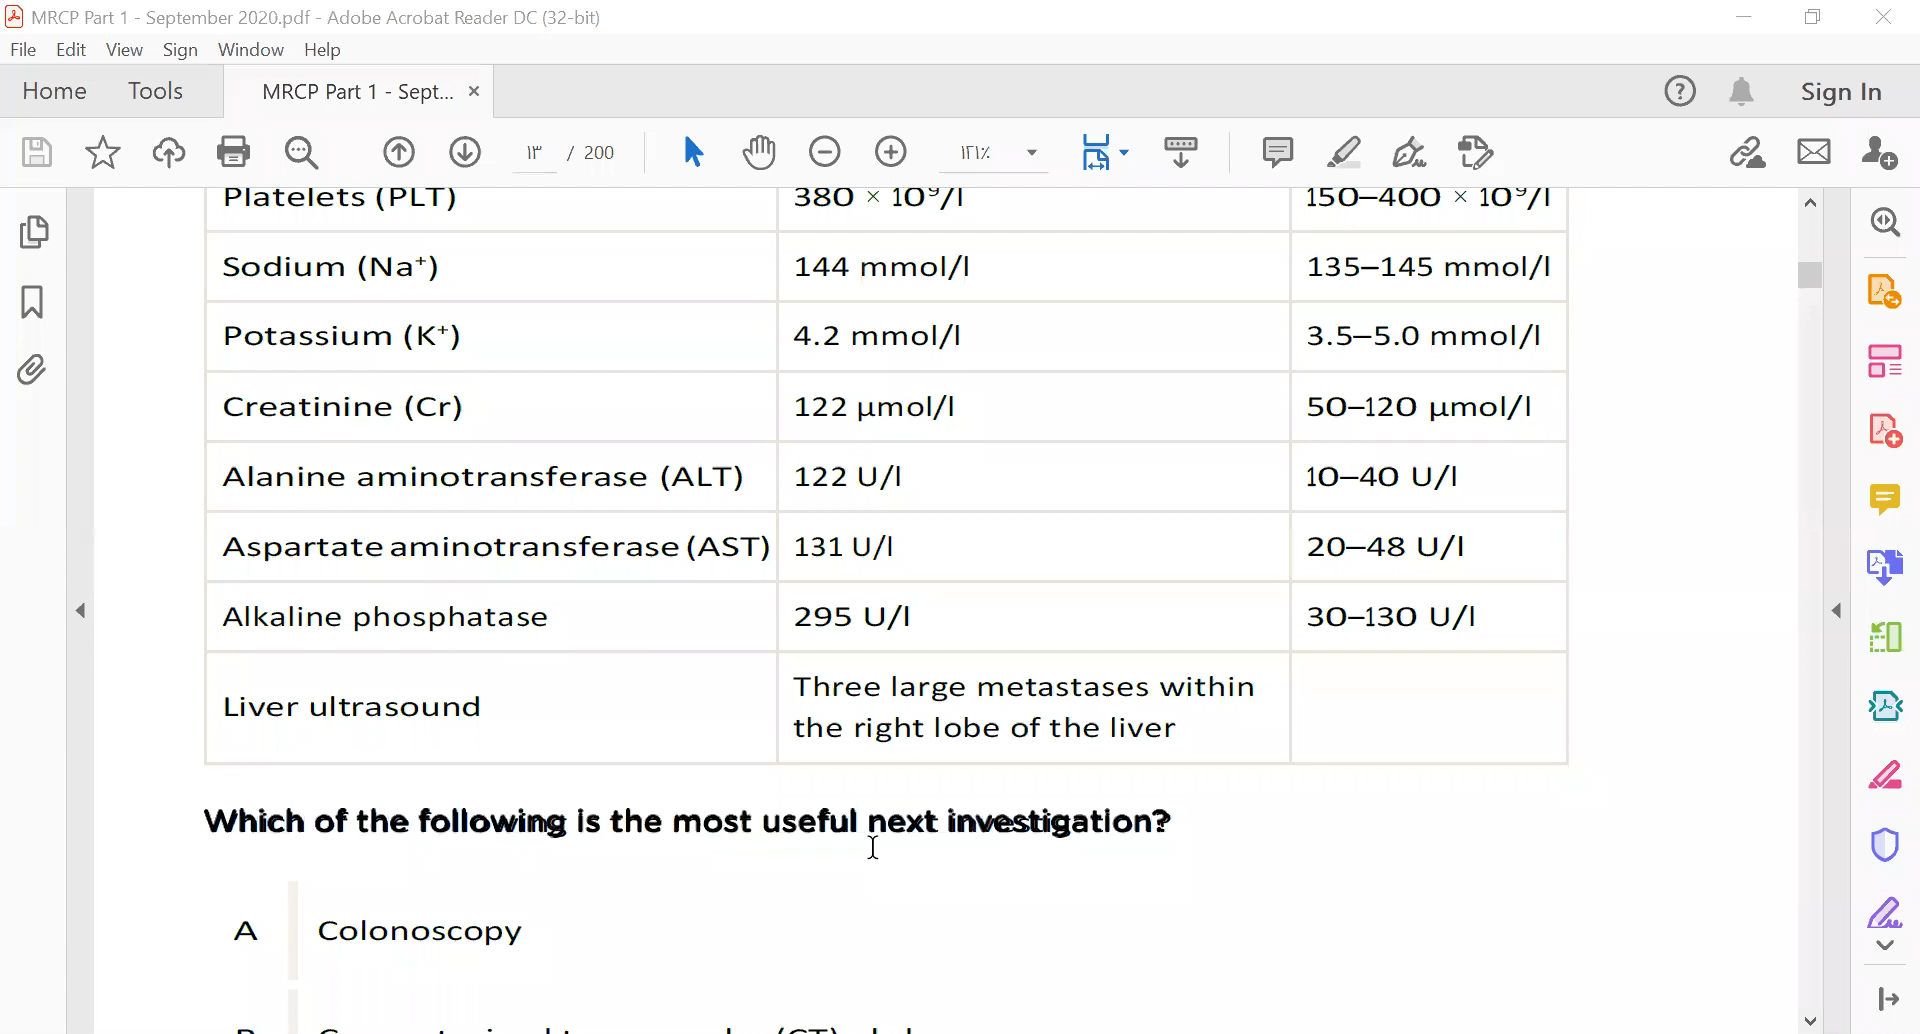 MRCP Part 1 - September 2020.pdf - Adobe Acrobat Reader DC (32-bit)
File Edit View Sign Window Help
Home Tools MRCP Part 1 - Sept... Sign In
١٣ / 200 ١٢١٪
Platelets (PLT) 380 × 10⁹/l 150–400 × 10⁹/l
Sodium (Na⁺) 144 mmol/l 135–145 mmol/l
Potassium (K⁺) 4.2 mmol/l 3.5–5.0 mmol/l
Creatinine (Cr) 122 µmol/l 50–120 µmol/l
Alanine aminotransferase (ALT) 122 U/l 10–40 U/l
Aspartate aminotransferase (AST) 131 U/l 20–48 U/l
Alkaline phosphatase 295 U/l 30–130 U/l
Liver ultrasound Three large metastases within
the right lobe of the liver
Which of the following is the most useful next investigation?
A Colonoscopy